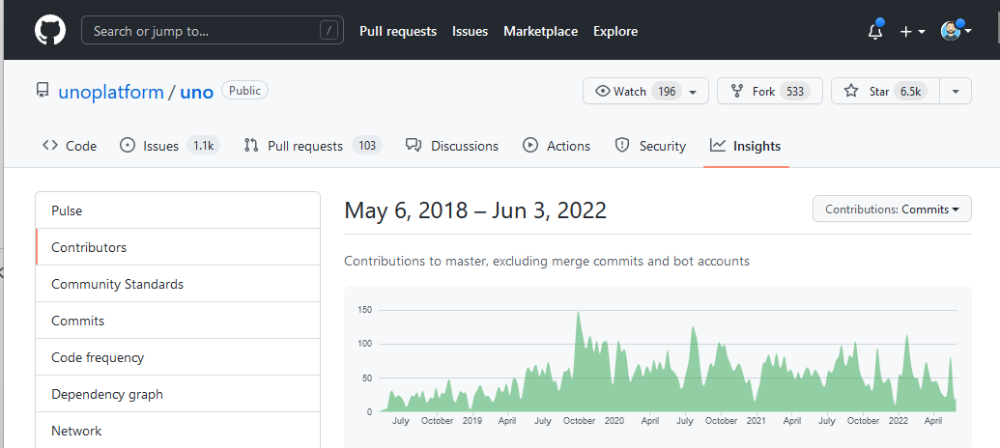 Search or jump to... / Pull requests Issues Marketplace Explore
unoplatform / uno Public Watch 196 Fork 533 Star 6.5k
Code Issues 1.1k Pull requests 103 Discussions Actions Security Insights
Pulse
Contributors
Community Standards
Commits
Code frequency
Dependency graph
Network
May 6, 2018 – Jun 3, 2022 Contributions: Commits
Contributions to master, excluding merge commits and bot accounts
150
100
50
0
July October 2019 April July October 2020 April July October 2021 April July October 2022 April